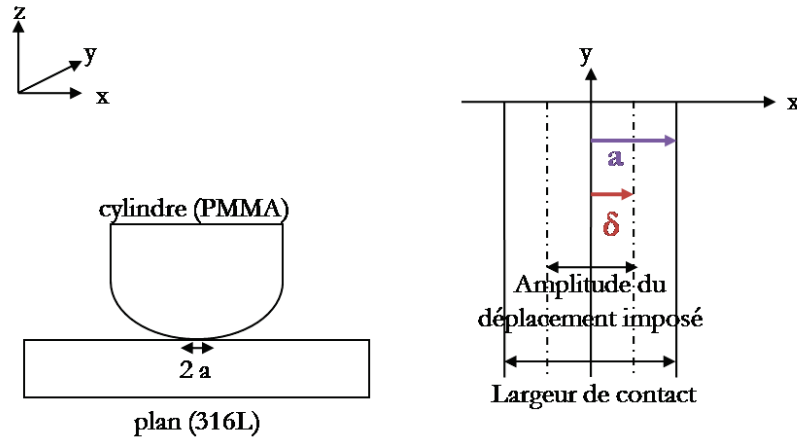 z
y
x
cylindre (PMMA)
2 a
plan (316L)
y
x
a
δ
Amplitude du
déplacement imposé
Largeur de contact